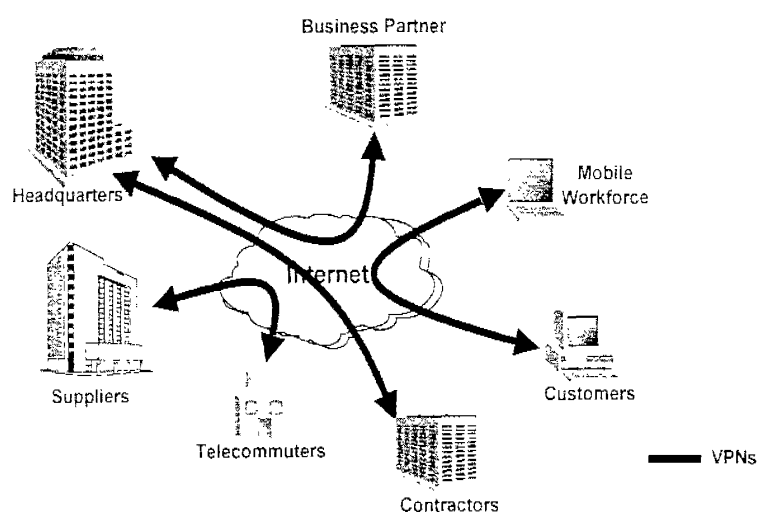 Business Partner
Headquarters
Mobile
Workforce
Internet
Suppliers
Customers
Telecommuters
VPNs
Contractors